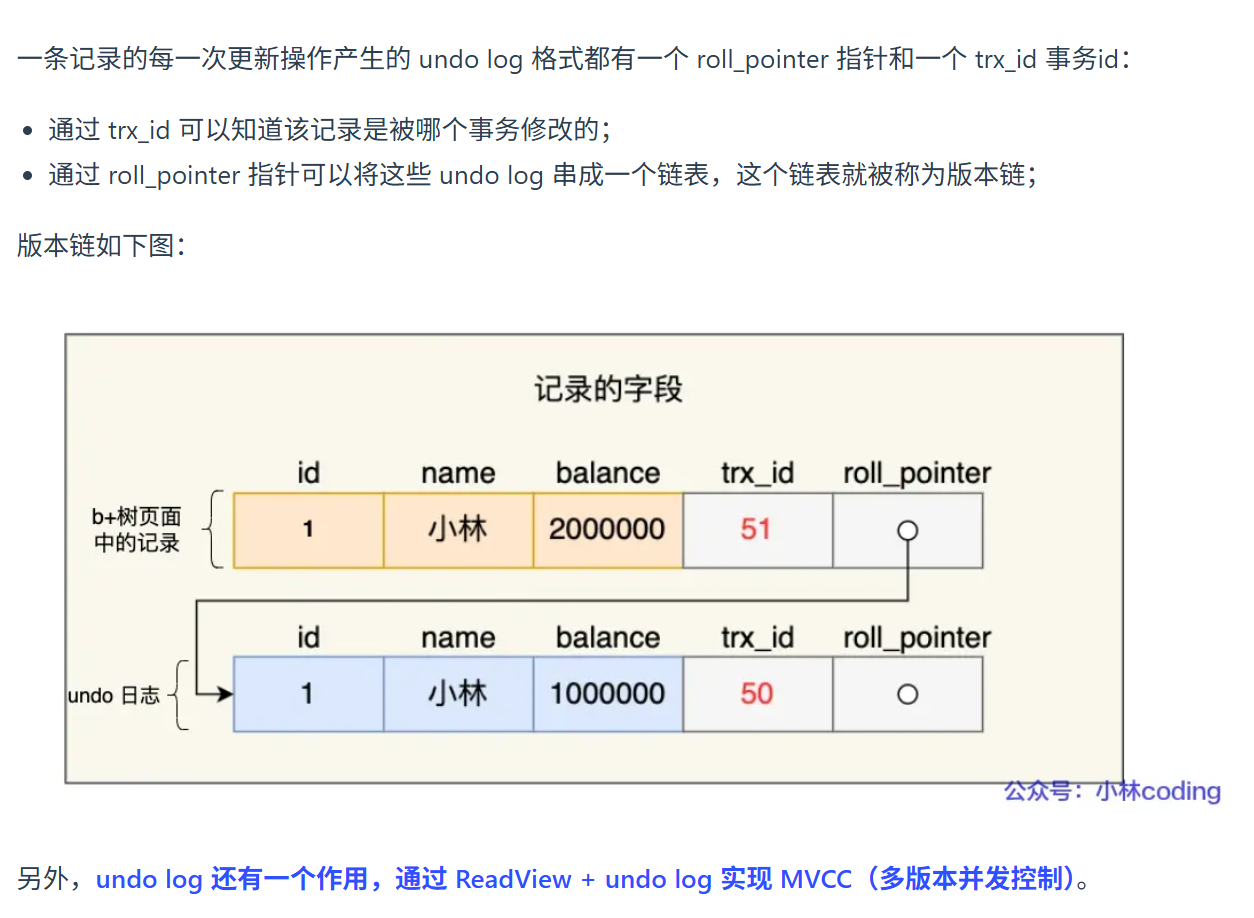 一条记录的每一次更新操作产生的 undo log 格式都有一个 roll_pointer 指针和一个 trx_id 事务id：
• 通过 trx_id 可以知道该记录是被哪个事务修改的；
• 通过 roll_pointer 指针可以将这些 undo log 串成一个链表，这个链表就被称为版本链；
版本链如下图：
记录的字段
id name balance trx_id roll_pointer
b+树页面
中的记录
1 小林 2000000 51
id name balance trx_id roll_pointer
undo 日志 1 小林 1000000 50
公众号：小林coding
另外，undo log 还有一个作用，通过 ReadView + undo log 实现 MVCC（多版本并发控制）。